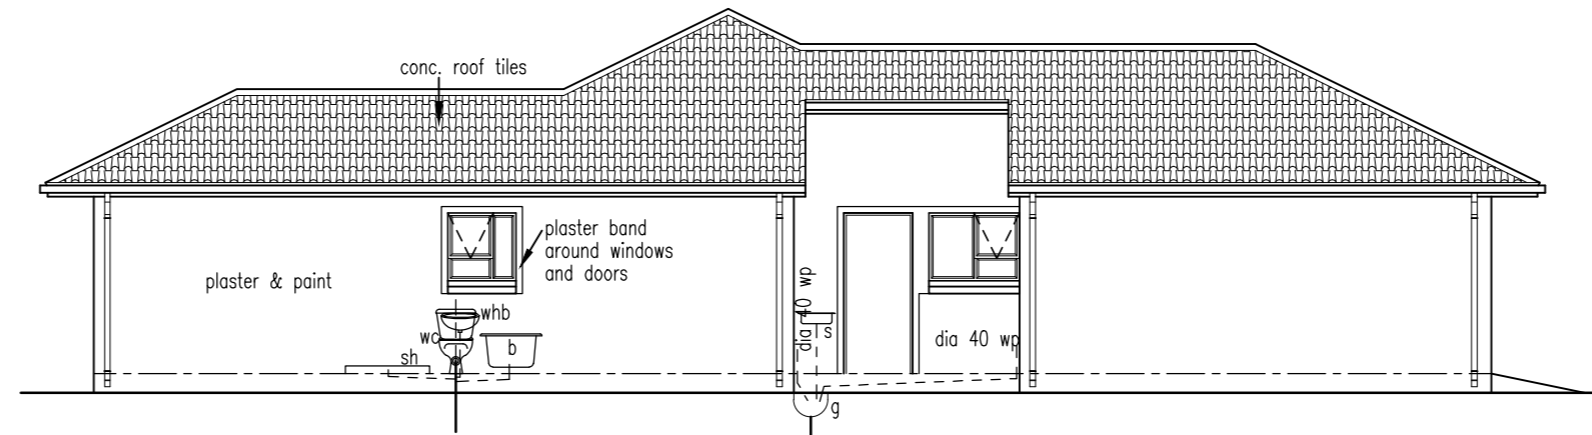 conc. roof tiles
plaster band
around windows
and doors
plaster & paint
whb
wc
sh
b
dia 40 wp
s
dia 40 wp
g